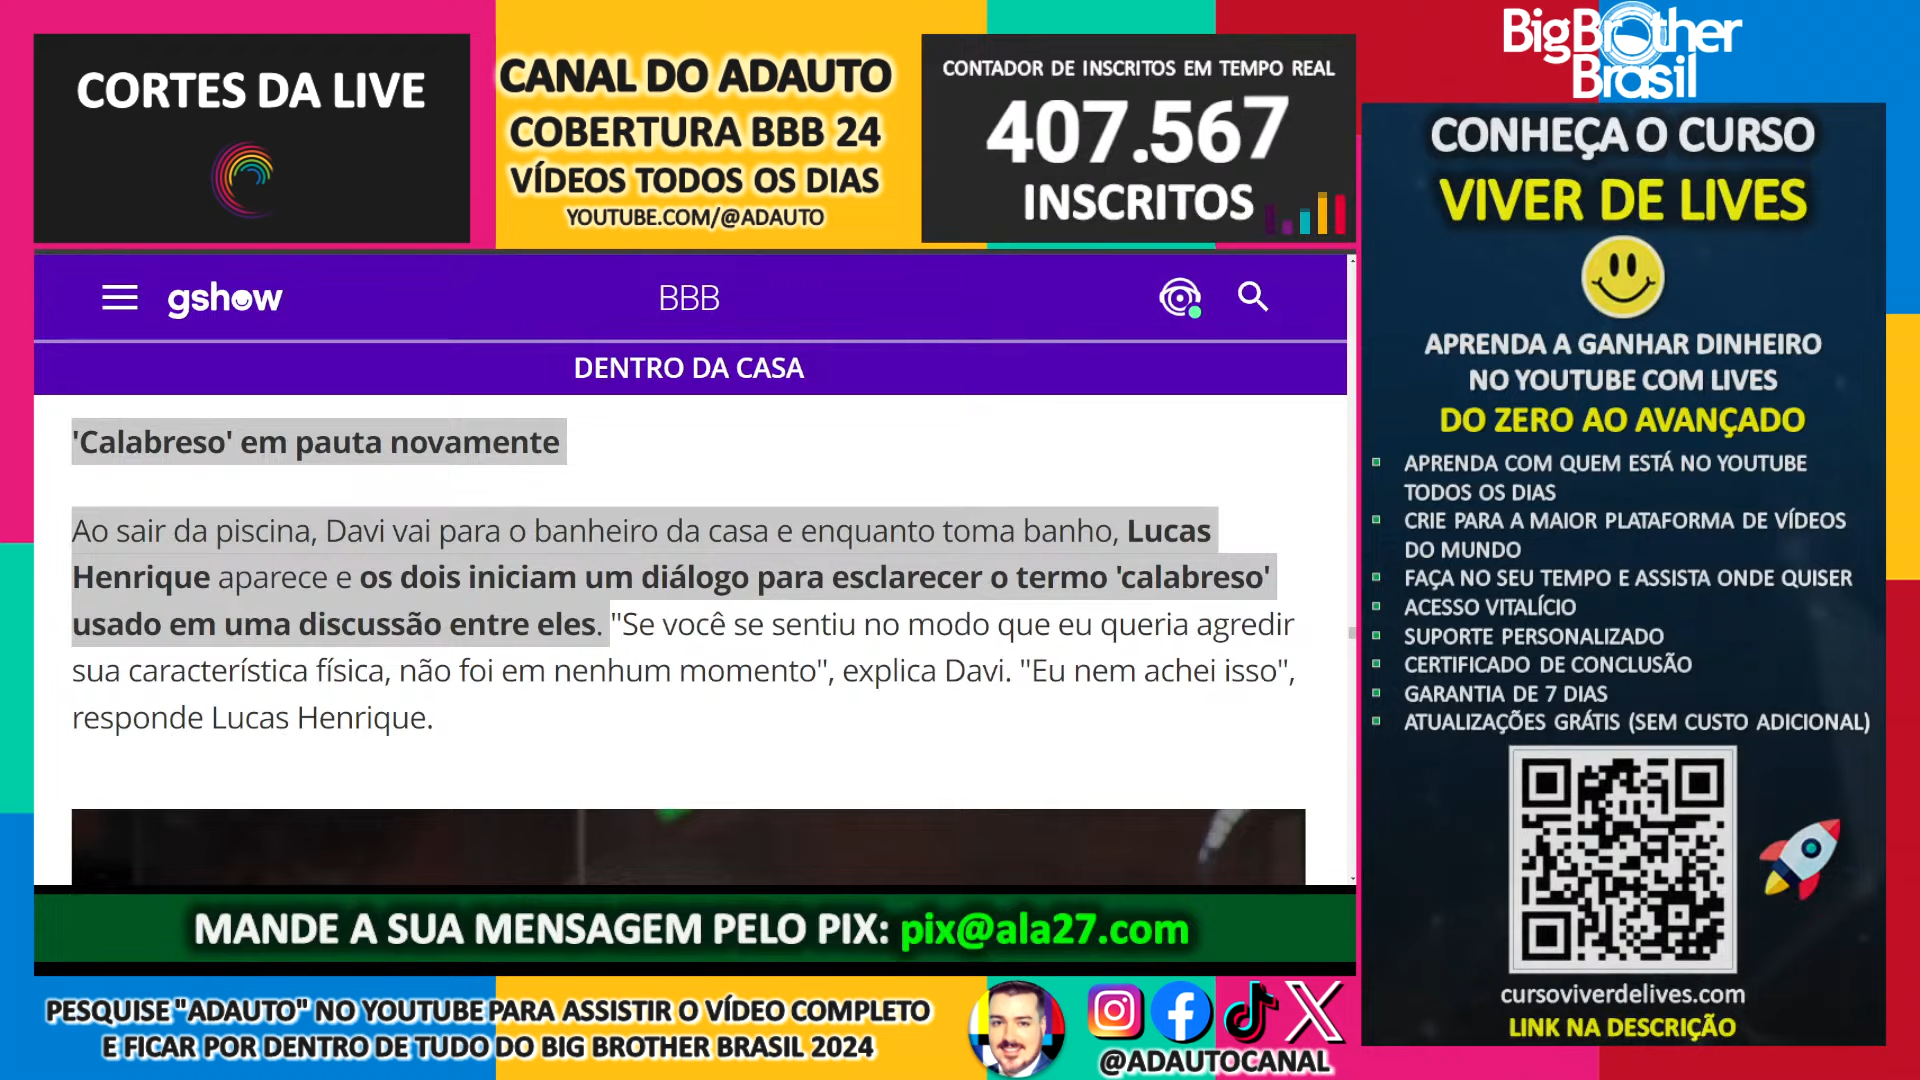 CORTES DA LIVE
CANAL DO ADAUTO
COBERTURA BBB 24
VÍDEOS TODOS OS DIAS
YOUTUBE.COM/@ADAUTO
CONTADOR DE INSCRITOS EM TEMPO REAL
407.567
INSCRITOS
BigBrother
Brasil
gshow
BBB
DENTRO DA CASA
'Calabreso' em pauta novamente
Ao sair da piscina, Davi vai para o banheiro da casa e enquanto toma banho, Lucas
Henrique aparece e os dois iniciam um diálogo para esclarecer o termo 'calabreso'
usado em uma discussão entre eles. "Se você se sentiu no modo que eu queria agredir
sua característica física, não foi em nenhum momento", explica Davi. "Eu nem achei isso",
responde Lucas Henrique.
MANDE A SUA MENSAGEM PELO PIX: pix@ala27.com
PESQUISE "ADAUTO" NO YOUTUBE PARA ASSISTIR O VÍDEO COMPLETO
E FICAR POR DENTRO DE TUDO DO BIG BROTHER BRASIL 2024
@ADAUTOCANAL
CONHEÇA O CURSO
VIVER DE LIVES
APRENDA A GANHAR DINHEIRO
NO YOUTUBE COM LIVES
DO ZERO AO AVANÇADO
APRENDA COM QUEM ESTÁ NO YOUTUBE
TODOS OS DIAS
CRIE PARA A MAIOR PLATAFORMA DE VÍDEOS
DO MUNDO
FAÇA NO SEU TEMPO E ASSISTA ONDE QUISER
ACESSO VITALÍCIO
SUPORTE PERSONALIZADO
CERTIFICADO DE CONCLUSÃO
GARANTIA DE 7 DIAS
ATUALIZAÇÕES GRÁTIS (SEM CUSTO ADICIONAL)
cursoviverdelives.com
LINK NA DESCRIÇÃO